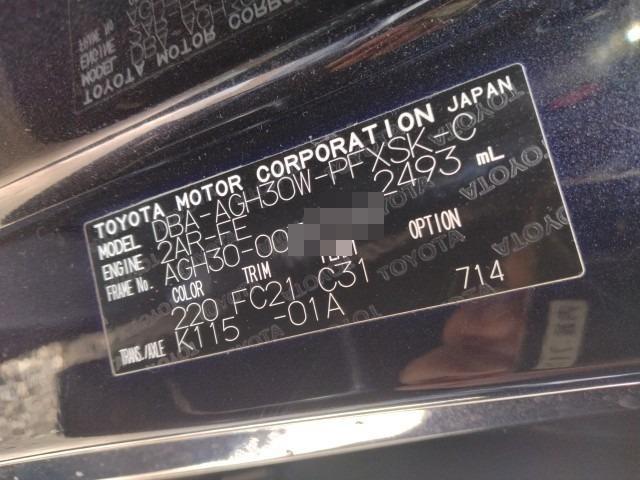 TOYOTA MOTOR CORPORATION JAPAN
MODEL DBA-AGH30W-PFXSK-C
ENGINE 2AR-FE 2493 mL
FRAME No. AGH30-00
COLOR TRIM OPTION
220 FC21 C31 714
TRANS./AXLE K115 -01A